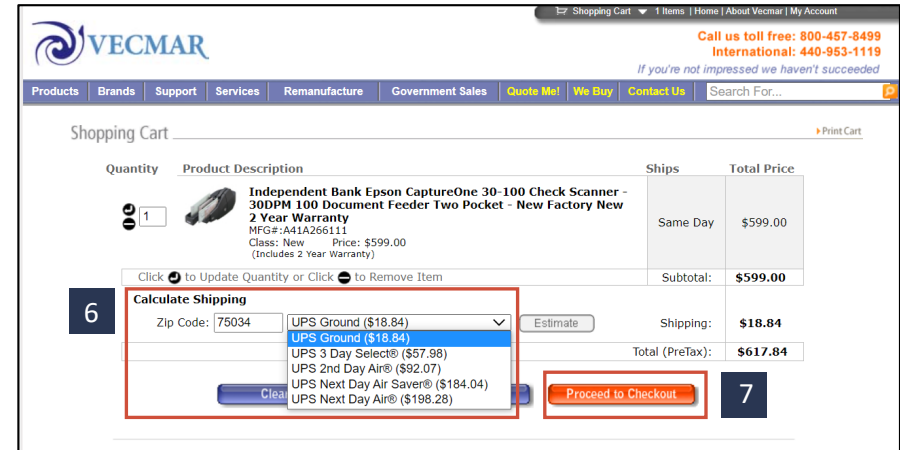 Shopping Cart 1 Items | Home | About Vecmar | My Account
VECMAR
Call us toll free: 800-457-8499
International: 440-953-1119
If you're not impressed we haven't succeeded
Products Brands Support Services Remanufacture Government Sales Quote Me! We Buy Contact Us Search For...
Shopping Cart
Print Cart
Quantity Product Description Ships Total Price
Independent Bank Epson CaptureOne 30-100 Check Scanner -
30DPM 100 Document Feeder Two Pocket - New Factory New
2 Year Warranty
1
MFG#:A41A266111
Class: New Price: $599.00
(Includes 2 Year Warranty)
Same Day $599.00
Click to Update Quantity or Click to Remove Item Subtotal: $599.00
6
Calculate Shipping
Zip Code: 75034 UPS Ground ($18.84) Estimate Shipping: $18.84
UPS Ground ($18.84)
UPS 3 Day Select® ($57.98)
Total (PreTax): $617.84
UPS 2nd Day Air® ($92.07)
UPS Next Day Air Saver® ($184.04)
UPS Next Day Air® ($198.28)
Proceed to Checkout
7